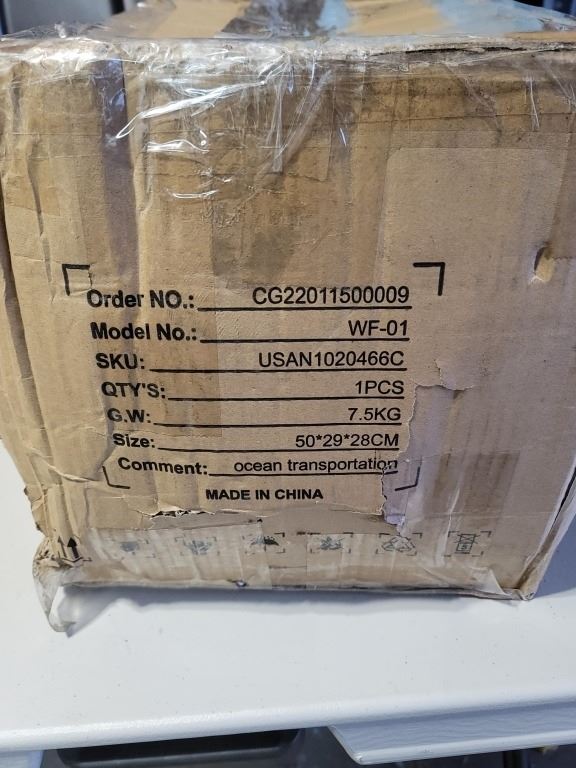 Order NO.: CG22011500009
Model No.: WF-01
SKU: USAN1020466C
QTY'S: 1PCS
G.W: 7.5KG
Size: 50*29*28CM
Comment: ocean transportation
MADE IN CHINA